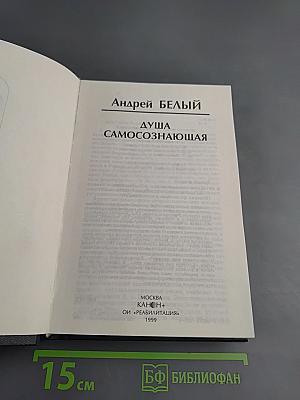 Андрей БЕЛЫЙ
ДУША
САМОСОЗНАЮЩАЯ
МОСКВА
КАНОН+
ОИ «РЕАБИЛИТАЦИЯ»
1999
15 см
БФ БИБЛИОФАН